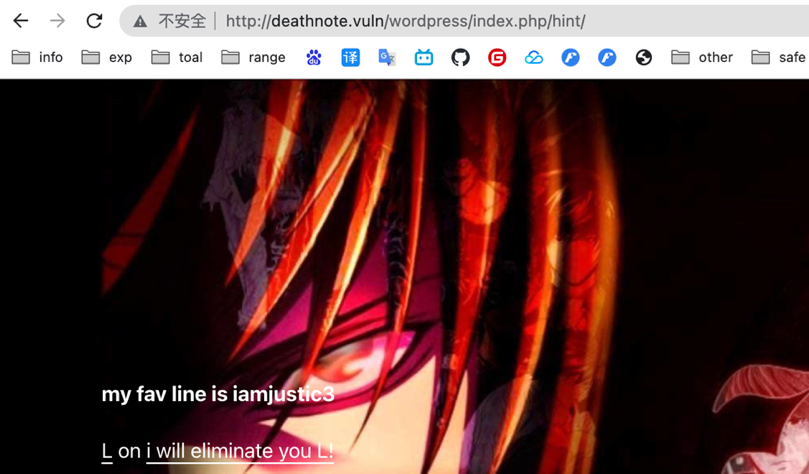 不安全 http://deathnote.vuln/wordpress/index.php/hint/
info exp toal range du 译 G other safe
my fav line is iamjustic3
L on i will eliminate you L!